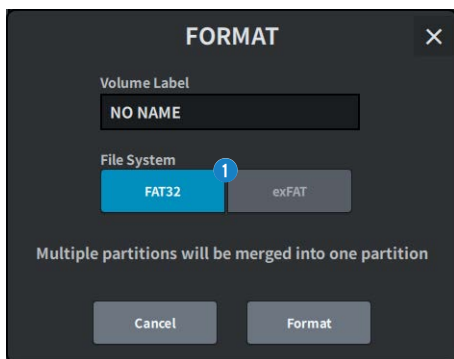 FORMAT
Volume Label
NO NAME
File System
1
FAT32 exFAT
Multiple partitions will be merged into one partition
Cancel Format